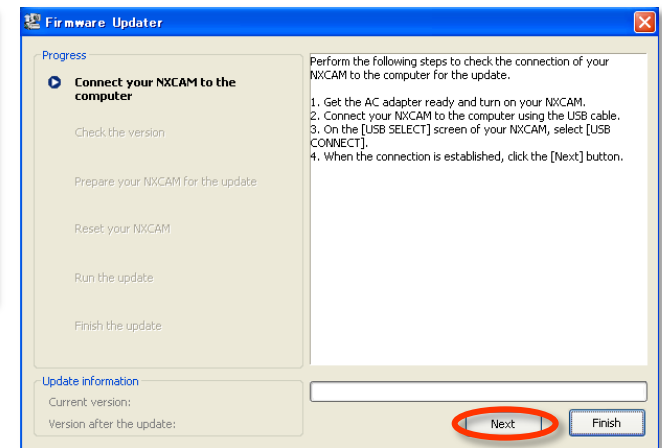 Firmware Updater
Progress
Connect your NXCAM to the
computer
Check the version
Prepare your NXCAM for the update
Reset your NXCAM
Run the update
Finish the update
Perform the following steps to check the connection of your
NXCAM to the computer for the update.
1. Get the AC adapter ready and turn on your NXCAM.
2. Connect your NXCAM to the computer using the USB cable.
3. On the [USB SELECT] screen of your NXCAM, select [USB
CONNECT].
4. When the connection is established, click the [Next] button.
Update information
Current version:
Version after the update:
Next
Finish